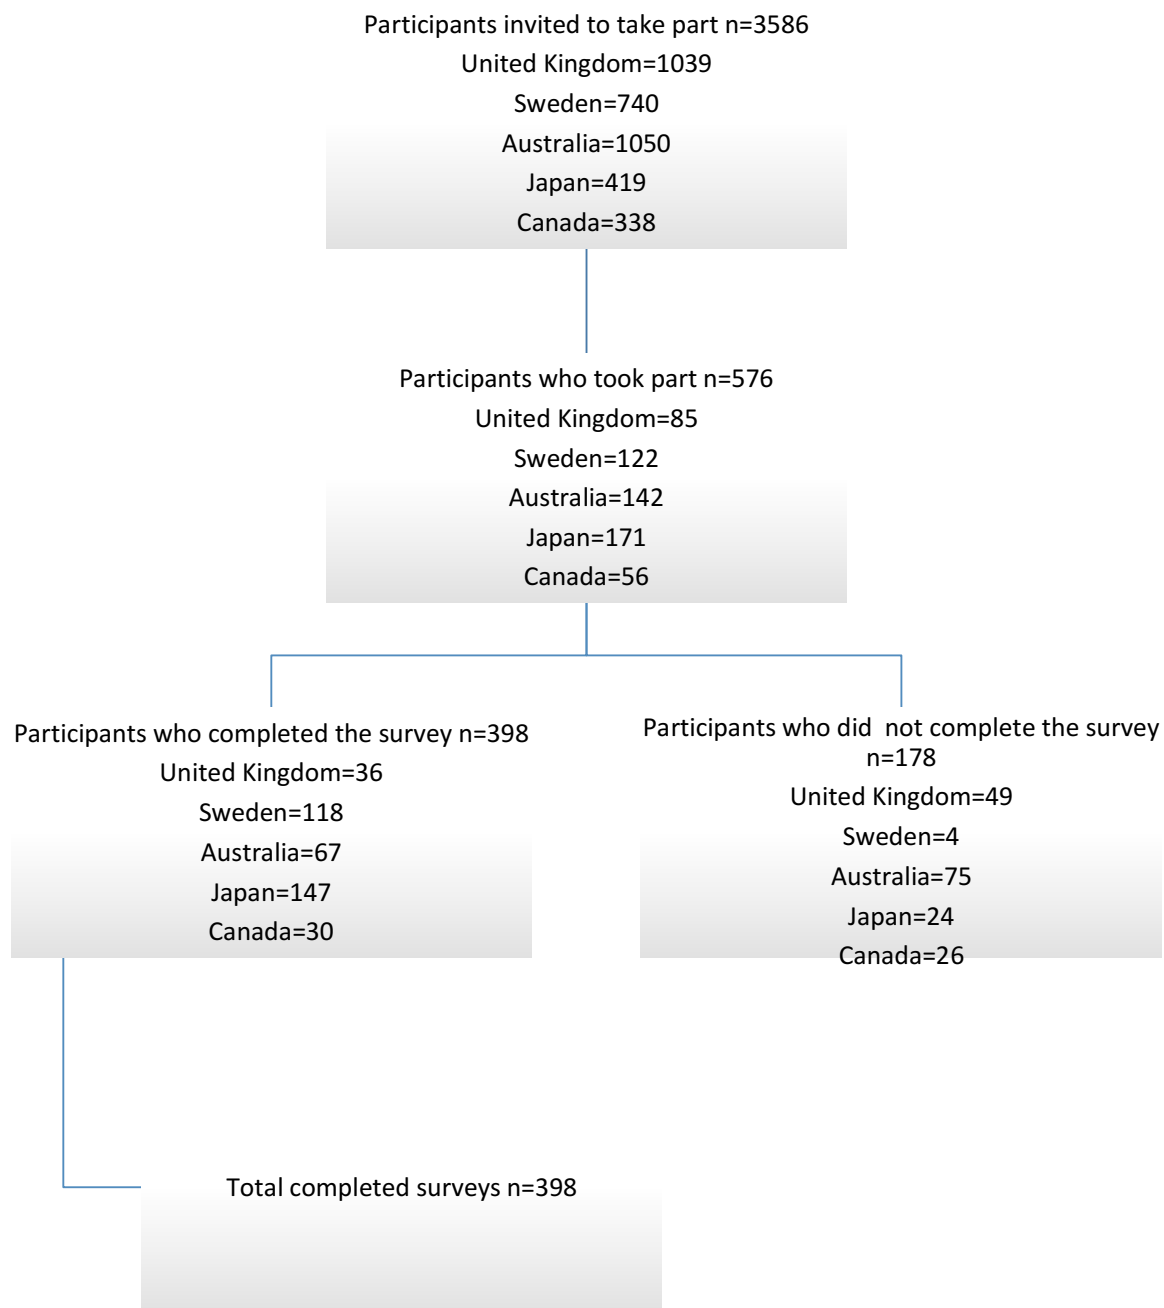 Participants invited to take part n=3586
United Kingdom=1039
Sweden=740
Australia=1050
Japan=419
Canada=338
Participants who took part n=576
United Kingdom=85
Sweden=122
Australia=142
Japan=171
Canada=56
Participants who completed the survey n=398
United Kingdom=36
Sweden=118
Australia=67
Japan=147
Canada=30
Participants who did  not complete the survey
n=178
United Kingdom=49
Sweden=4
Australia=75
Japan=24
Canada=26
Total completed surveys n=398